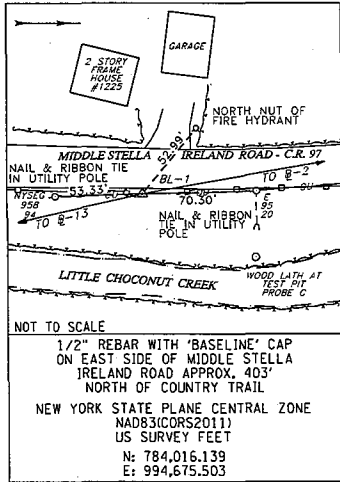 GARAGE
2 STORY
FRAME
HOUSE
#1225
NORTH NUT OF
FIRE HYDRANT
52.99'
MIDDLE STELLA IRELAND ROAD - C.R. 97
NAIL & RIBBON TIE
IN UTILITY POLE
BL-1
TO B-2
53.33'
NYSEG
958
94
TO B-13
70.30'
NAIL & RIBBON
TIE IN UTILITY
POLE
E
95
20
LITTLE CHOCONUT CREEK
WOOD LATH AT
TEST PIT
PROBE C
NOT TO SCALE
1/2" REBAR WITH 'BASELINE' CAP
ON EAST SIDE OF MIDDLE STELLA
IRELAND ROAD APPROX. 403'
NORTH OF COUNTRY TRAIL
NEW YORK STATE PLANE CENTRAL ZONE
NAD83(CORS2011)
US SURVEY FEET
N: 784,016.139
E: 994,675.503